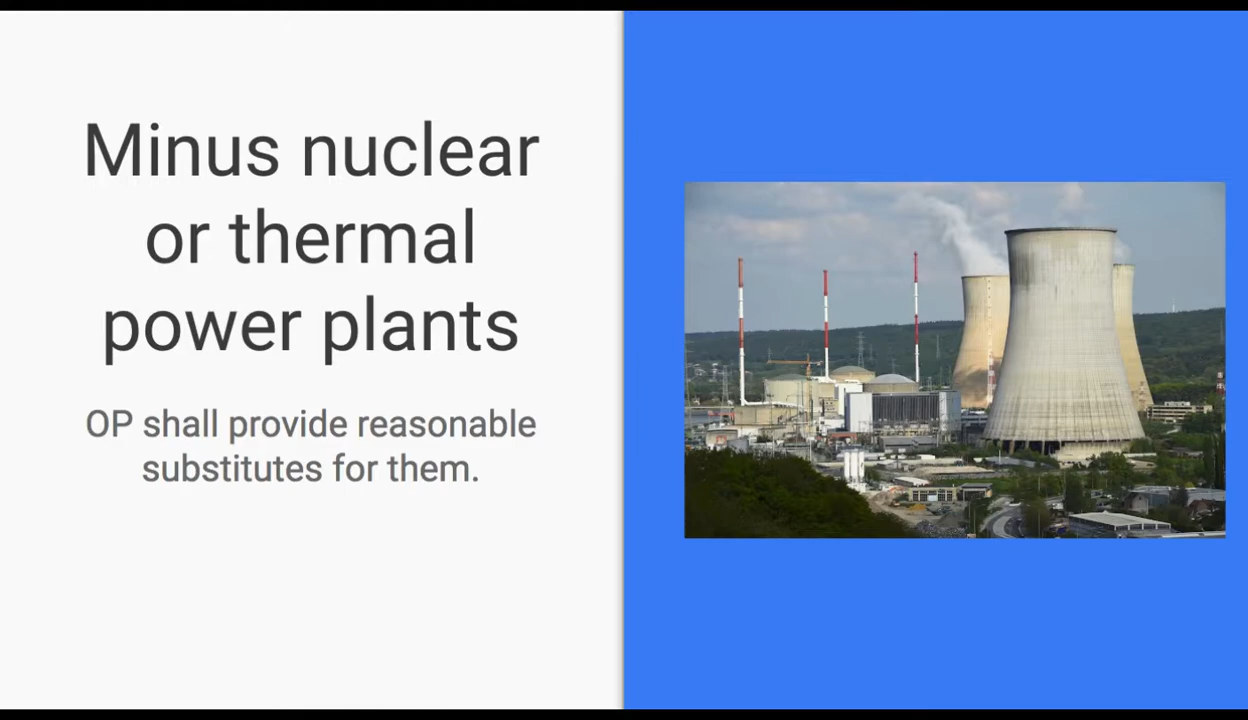 Minus nuclear
or thermal
power plants
OP shall provide reasonable
substitutes for them.